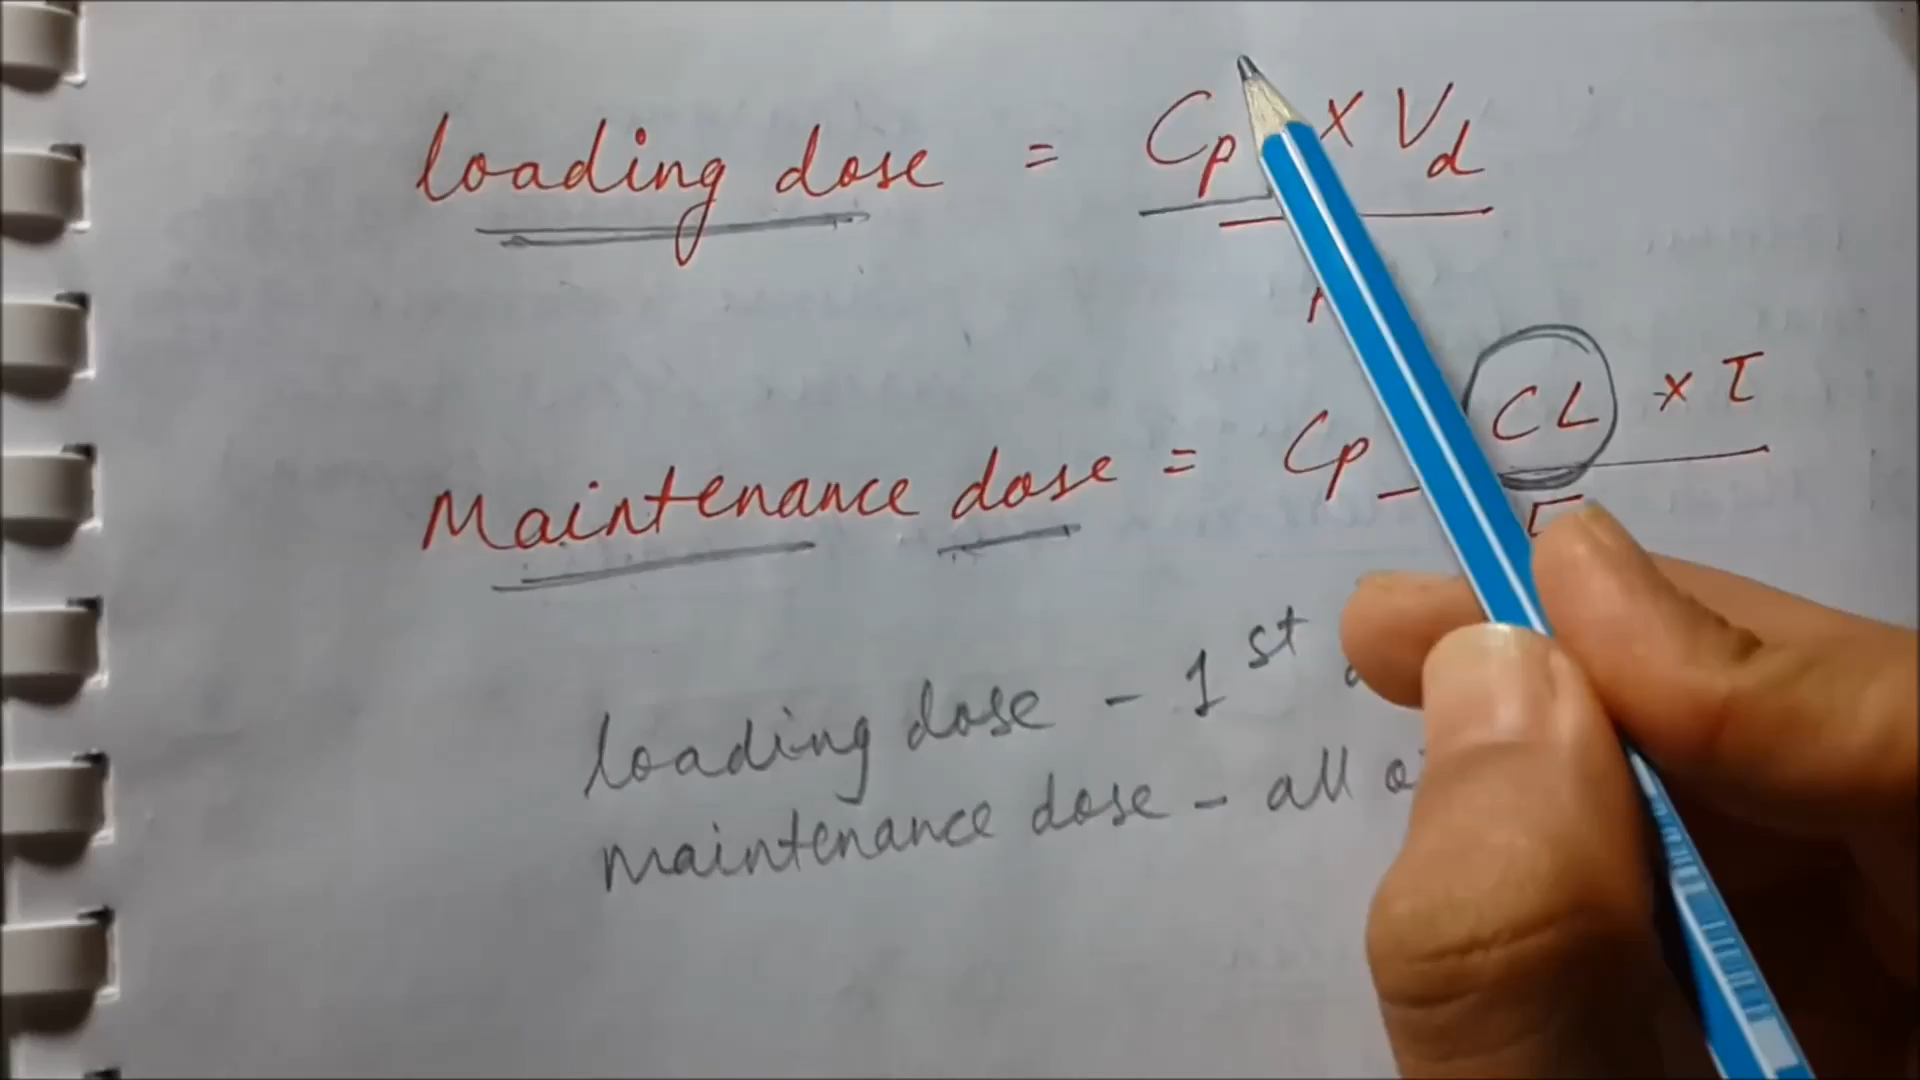 loading dose = Cp × Vd
Maintenance dose = Cp CL × τ
loading dose - 1st
maintenance dose - all